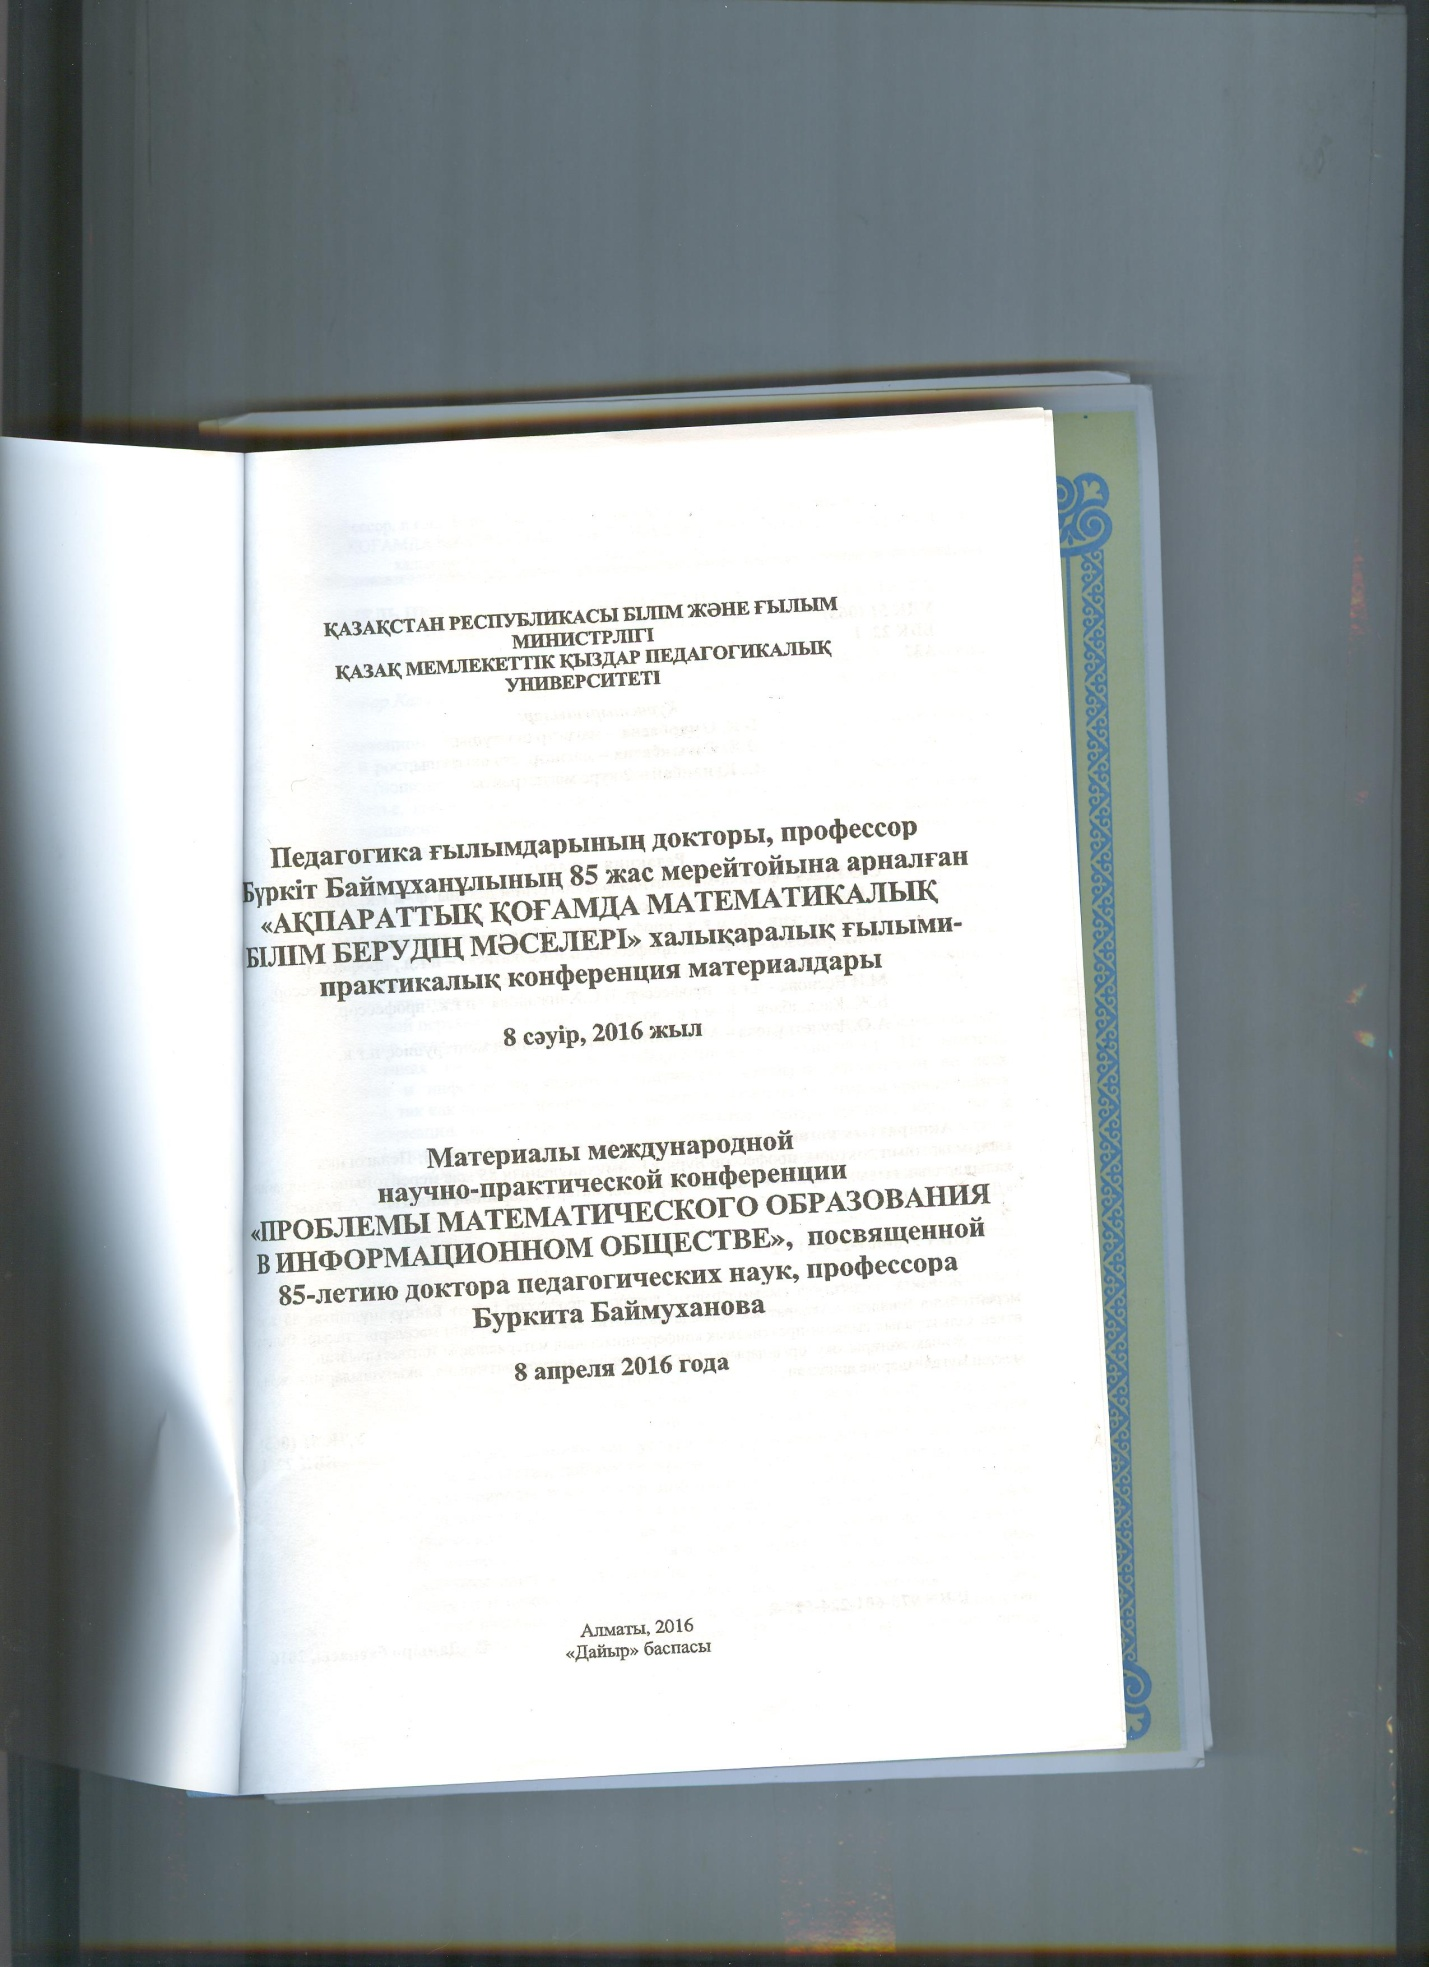 ҚАЗАҚСТАН РЕСПУБЛИКАСЫ БІЛІМ ЖӘНЕ ҒЫЛЫМ
МИНИСТРЛІГІ
ҚАЗАҚ МЕМЛЕКЕТТІК ҚЫЗДАР ПЕДАГОГИКАЛЫҚ
УНИВЕРСИТЕТІ
Педагогика ғылымдарының докторы, профессор
Бүркіт Баймұханұлының 85 жас мерейтойына арналған
«АҚПАРАТТЫҚ ҚОҒАМДА МАТЕМАТИКАЛЫҚ
БІЛІМ БЕРУДІҢ МӘСЕЛЕРІ» халықаралық ғылыми-
практикалық конференция материалдары
8 сәуір, 2016 жыл
Материалы международной
научно-практической конференции
«ПРОБЛЕМЫ МАТЕМАТИЧЕСКОГО ОБРАЗОВАНИЯ
В ИНФОРМАЦИОННОМ ОБЩЕСТВЕ», посвященной
85-летию доктора педагогических наук, профессора
Буркита Баймуханова
8 апреля 2016 года
Алматы, 2016
«Дайыр» баспасы